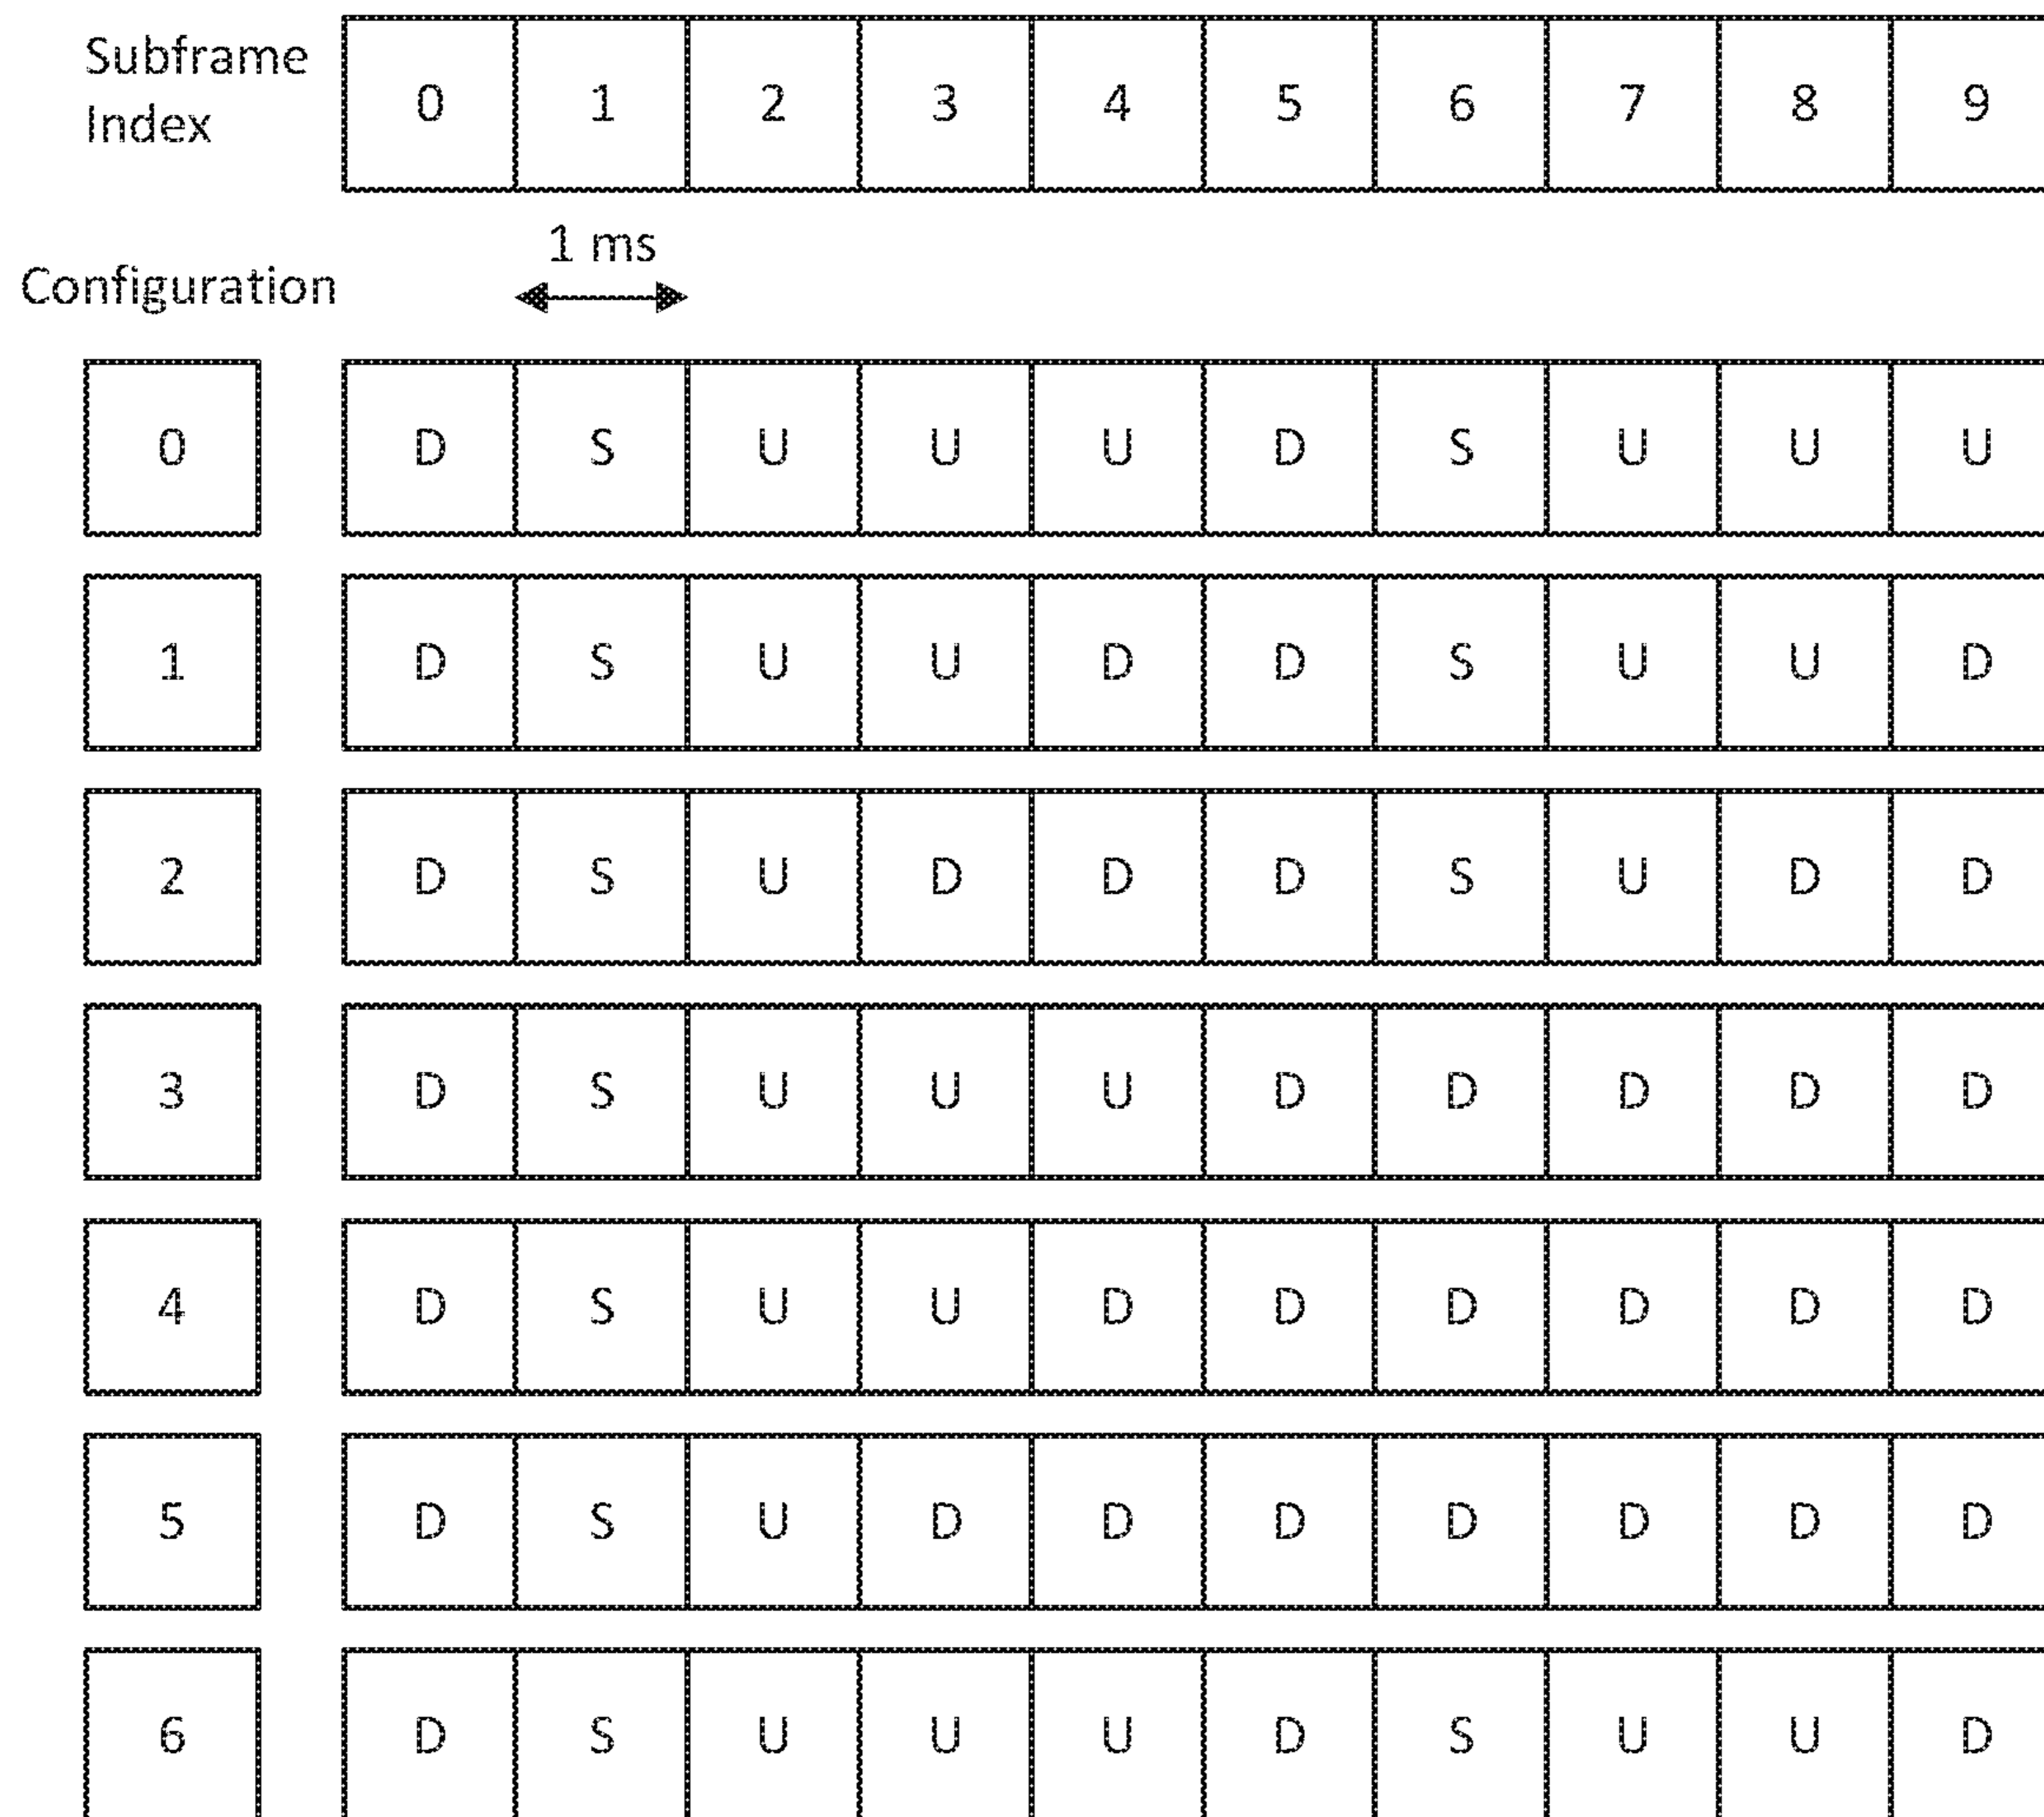 Subframe
Index
0 1 2 3 4 5 6 7 8 9
1 ms
Configuration
0 D S U U U D S U U U
1 D S U U D D S U U D
2 D S U D D D S U D D
3 D S U U U D D D D D
4 D S U U D D D D D D
5 D S U D D D D D D D
6 D S U U U D S U U D